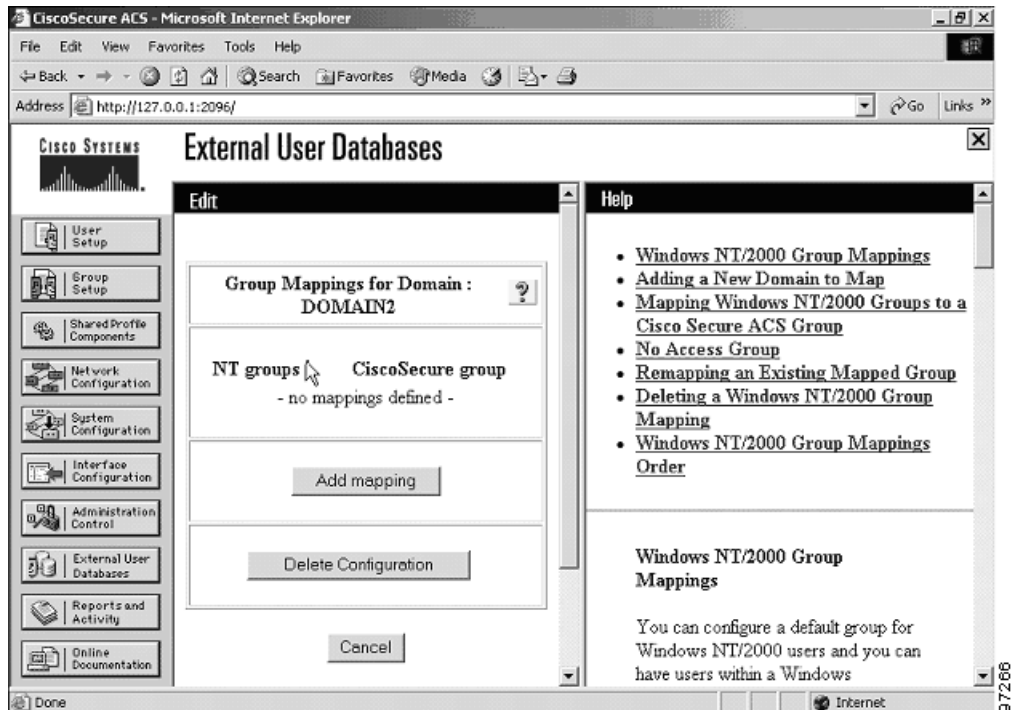 CiscoSecure ACS - Microsoft Internet Explorer
File Edit View Favorites Tools Help
Back Search Favorites Media
Address http://127.0.0.1:2096/ Go Links »
CISCO SYSTEMS
External User Databases
User
Setup
Group
Setup
Shared Profile
Components
Network
Configuration
System
Configuration
Interface
Configuration
Administration
Control
External User
Databases
Reports and
Activity
Online
Documentation
Edit
Group Mappings for Domain :
DOMAIN2
?
NT groups CiscoSecure group
- no mappings defined -
Add mapping
Delete Configuration
Cancel
Help
• Windows NT/2000 Group Mappings
• Adding a New Domain to Map
• Mapping Windows NT/2000 Groups to a
Cisco Secure ACS Group
• No Access Group
• Remapping an Existing Mapped Group
• Deleting a Windows NT/2000 Group
Mapping
• Windows NT/2000 Group Mappings
Order
Windows NT/2000 Group
Mappings
You can configure a default group for
Windows NT/2000 users and you can
have users within a Windows
Done Internet
97266